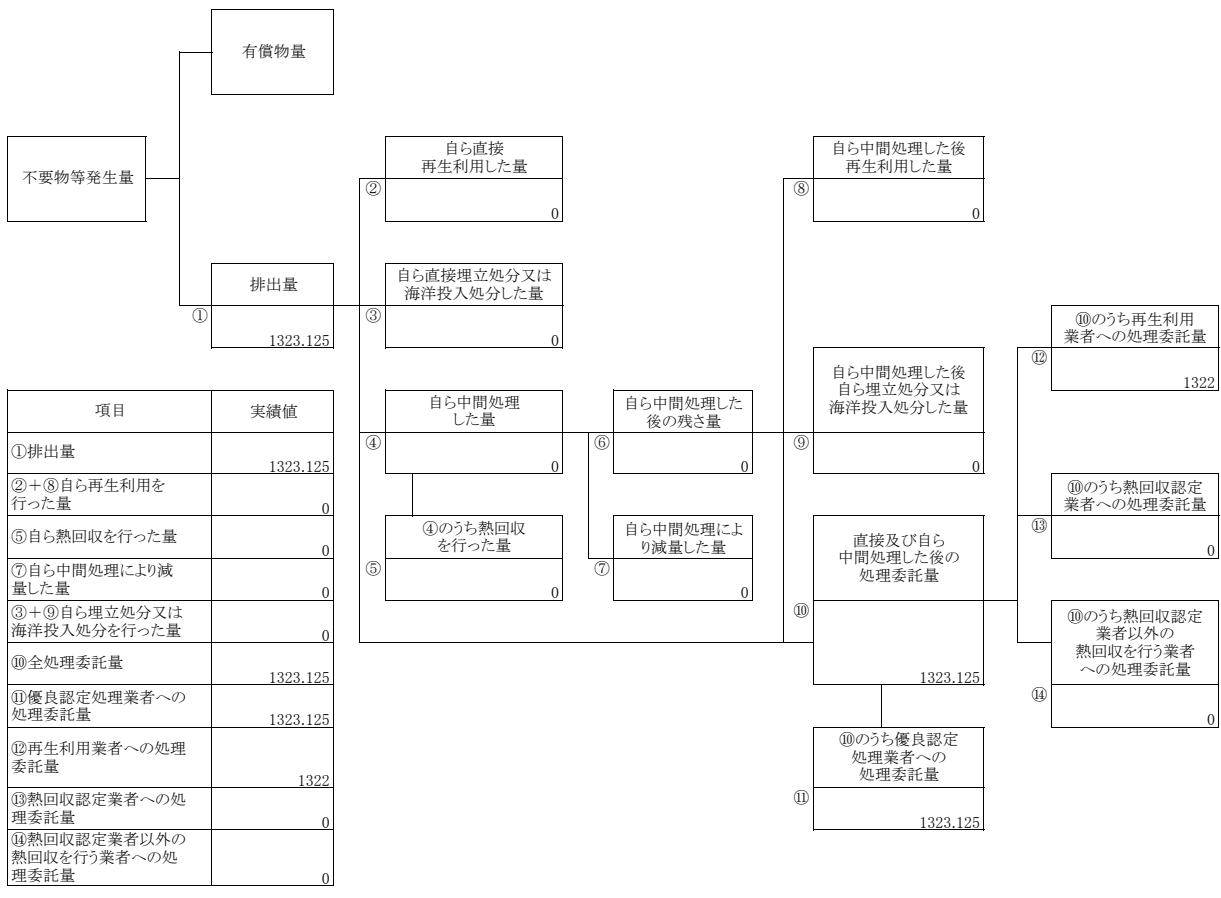 有償物量
不要物等発生量
自ら直接
再生利用した量
②
0
自ら中間処理した後
再生利用した量
⑧
0
排出量
①
1323.125
自ら直接埋立処分又は
海洋投入処分した量
③
0
⑩のうち再生利用
業者への処理委託量
⑫
1322
自ら中間処理
した量
④
0
自ら中間処理した
後の残さ量
⑥
0
自ら中間処理した後
自ら埋立処分又は
海洋投入処分した量
⑨
0
⑩のうち熱回収認定
業者への処理委託量
⑬
0
④のうち熱回収
を行った量
⑤
0
自ら中間処理によ
り減量した量
⑦
0
直接及び自ら
中間処理した後の
処理委託量
⑩
1323.125
⑩のうち熱回収認定
業者以外の
熱回収を行う業者
への処理委託量
⑭
0
⑩のうち優良認定
処理業者への
処理委託量
⑪
1323.125
項目 実績値
①排出量
1323.125
②＋⑧自ら再生利用を
行った量
0
⑤自ら熱回収を行った量
0
⑦自ら中間処理により減
量した量
0
③＋⑨自ら埋立処分又は
海洋投入処分を行った量
0
⑩全処理委託量
1323.125
⑪優良認定処理業者への
処理委託量
1323.125
⑫再生利用業者への処理
委託量
1322
⑬熱回収認定業者への処
理委託量
0
⑭熱回収認定業者以外の
熱回収を行う業者への処
理委託量
0